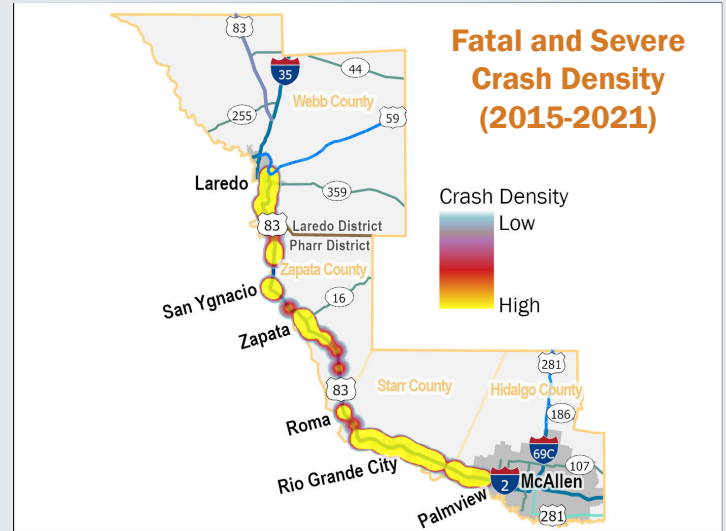 Fatal and Severe
Crash Density
(2015-2021)
83
35
44
Webb County
255
59
Laredo
359
83
Laredo District
Pharr District
Zapata County
San Ygnacio
16
Zapata
Crash Density
Low
High
83
Starr County
281
Hidalgo County
186
Roma
69C
107
Rio Grande City
2
McAllen
Palmview
281